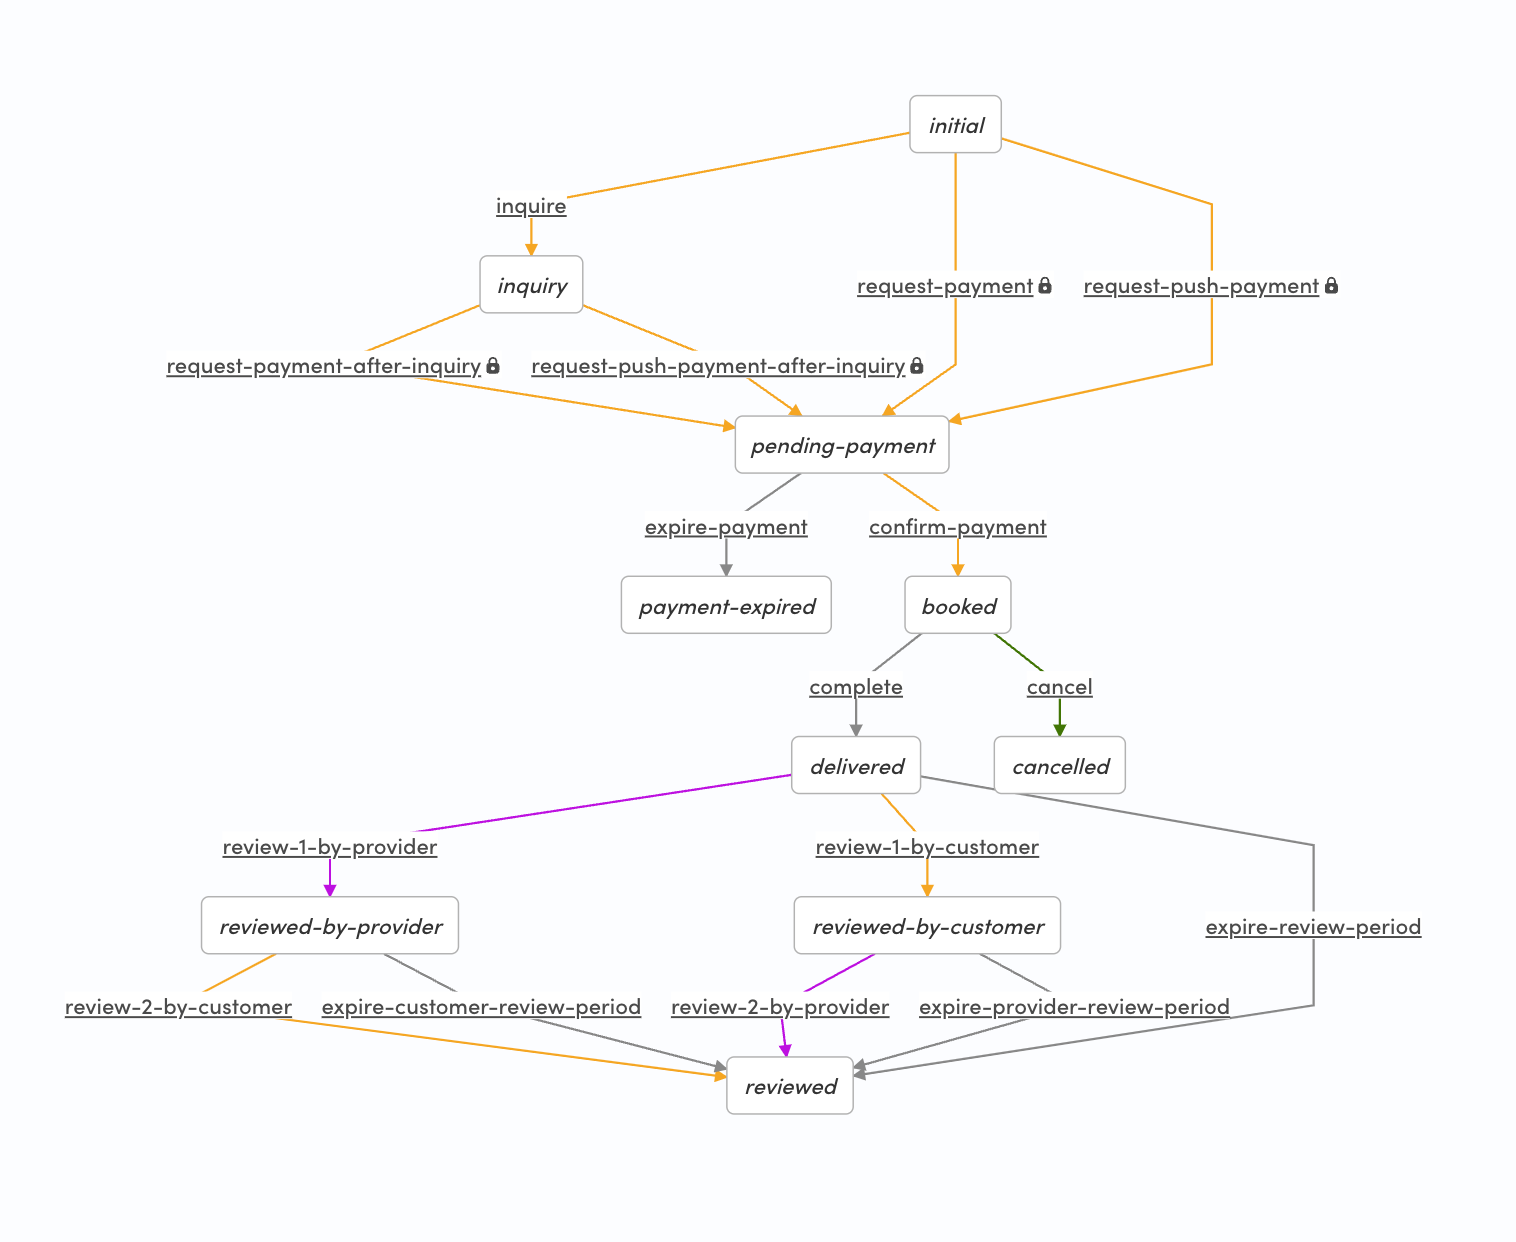 initial
inquire
inquiry
request-payment
request-push-payment
request-payment-after-inquiry
request-push-payment-after-inquiry
pending-payment
expire-payment
confirm-payment
payment-expired
booked
complete
cancel
delivered
cancelled
review-1-by-provider
review-1-by-customer
reviewed-by-provider
reviewed-by-customer
expire-review-period
review-2-by-customer
expire-customer-review-period
review-2-by-provider
expire-provider-review-period
reviewed